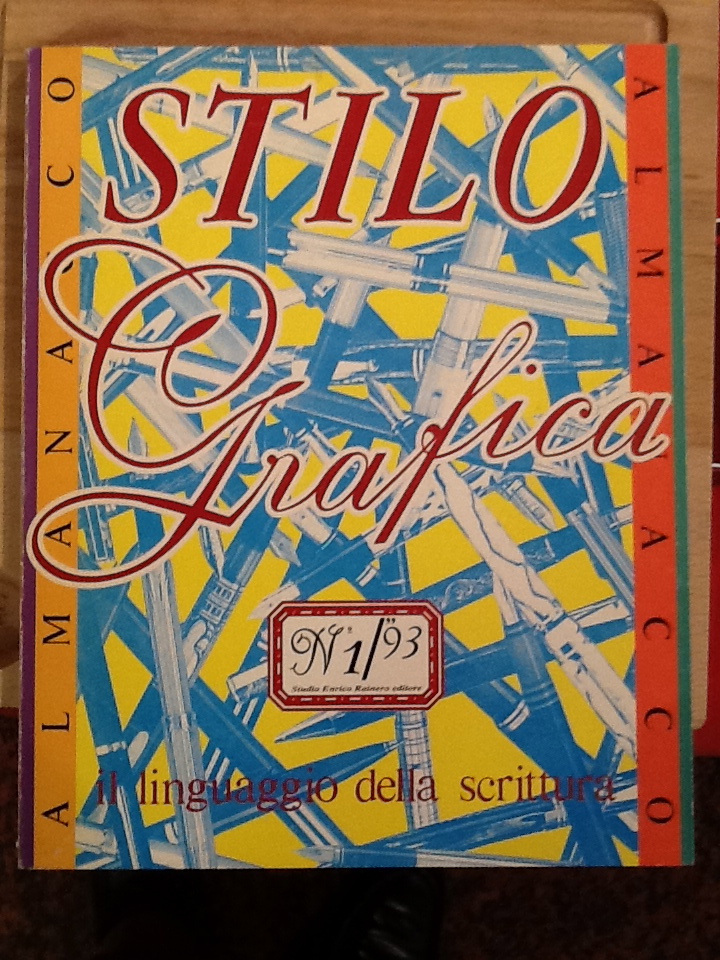 STILO
Grafica
ALMANACCO
ALMANACCO
N° 1/"93
Studio Enrico Rainero editore
il linguaggio della scrittura